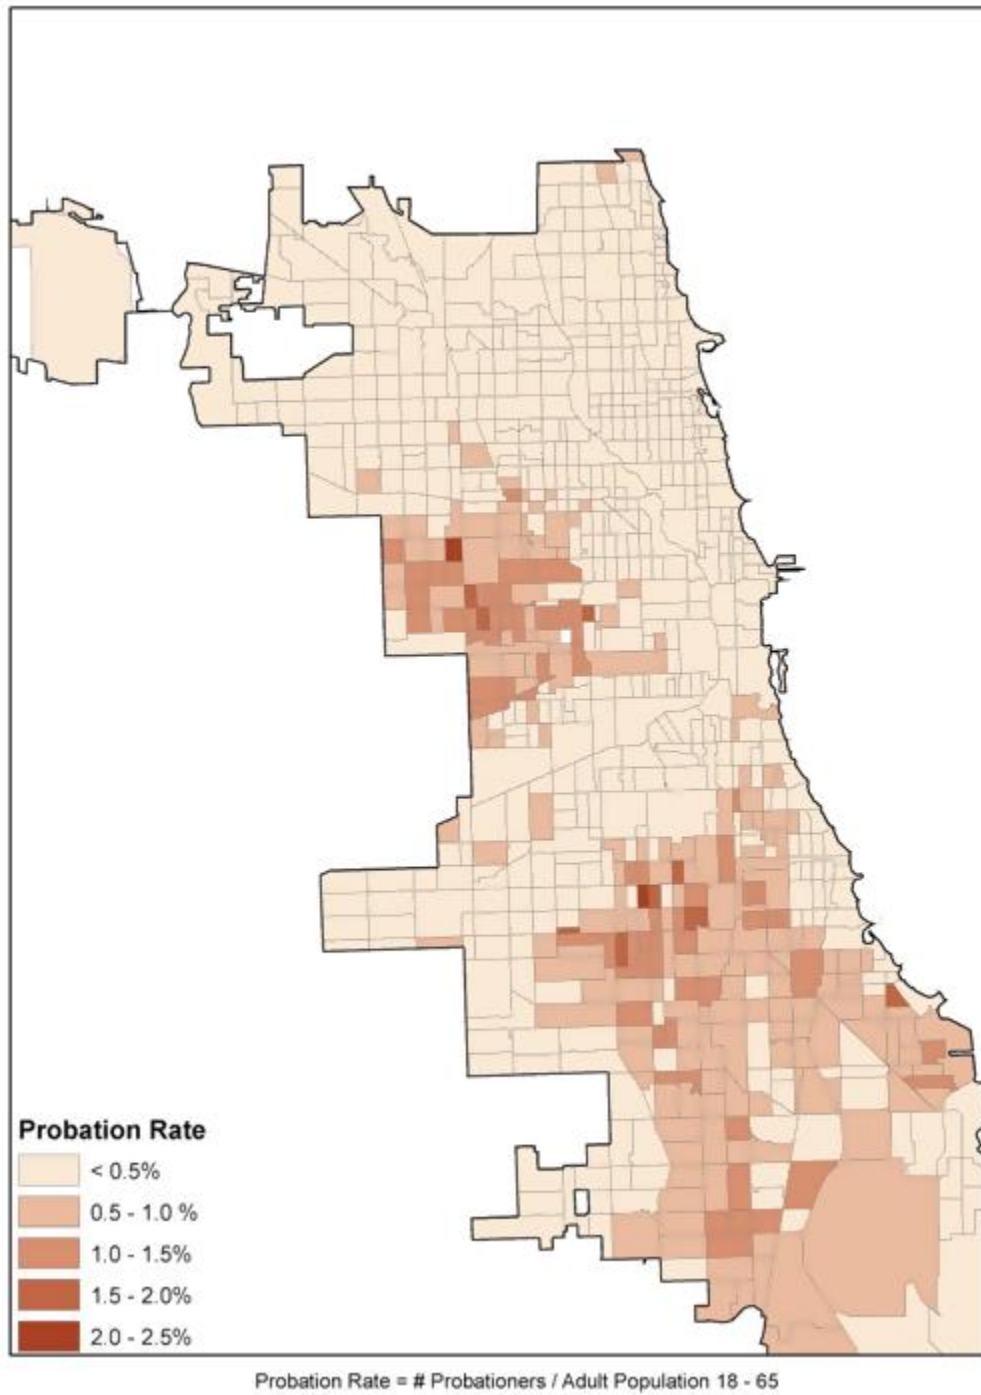 Probation Rate
< 0.5%
0.5 - 1.0 %
1.0 - 1.5%
1.5 - 2.0%
2.0 - 2.5%
Probation Rate = # Probationers / Adult Population 18 - 65